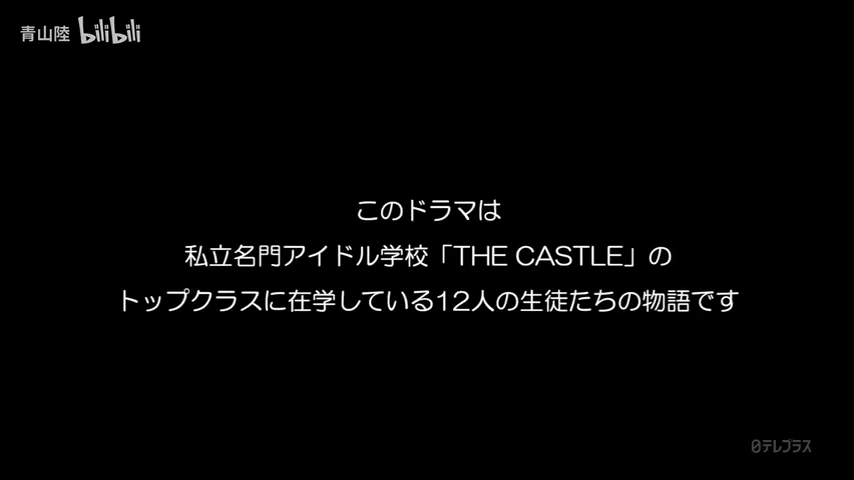 青山陸 bilibili
このドラマは
私立名門アイドル学校「THE CASTLE」の
トップクラスに在学している12人の生徒たちの物語です
日テレプラス